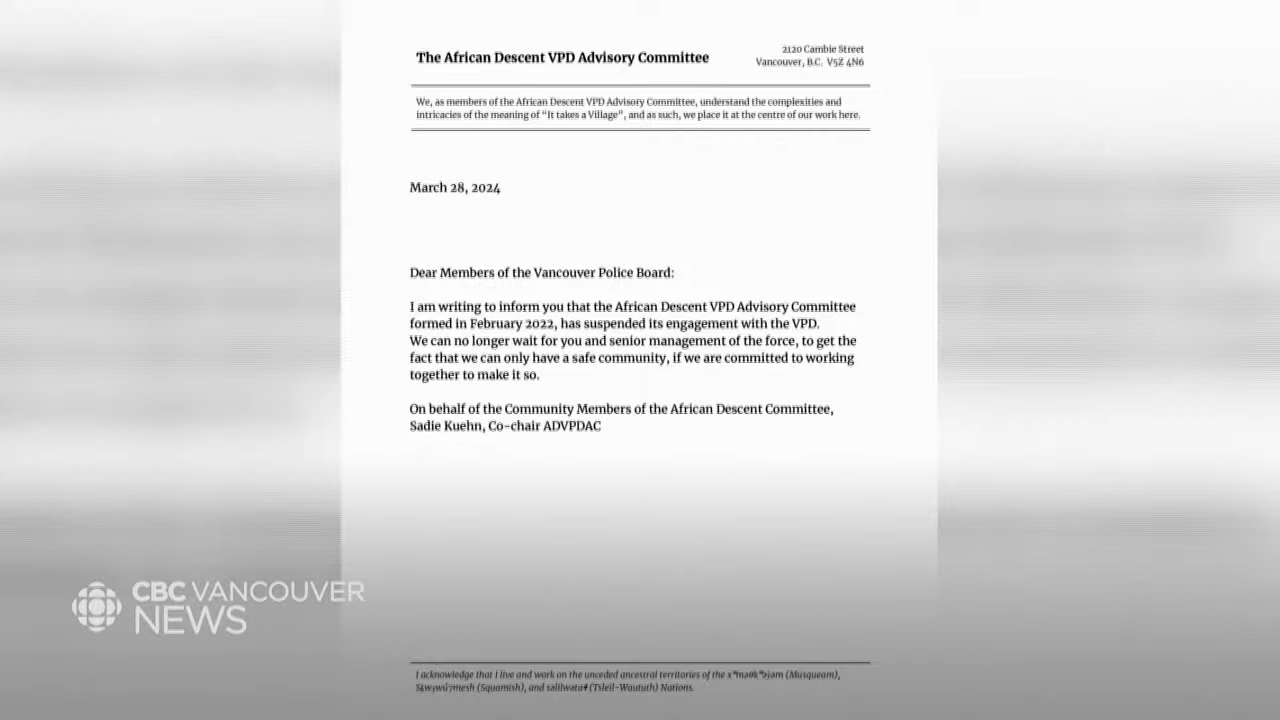 The African Descent VPD Advisory Committee
2120 Cambie Street
Vancouver, B.C. V5Z 4N6
We, as members of the African Descent VPD Advisory Committee, understand the complexities and
intricacies of the meaning of “It takes a Village”, and as such, we place it at the centre of our work here.
March 28, 2024
Dear Members of the Vancouver Police Board:
I am writing to inform you that the African Descent VPD Advisory Committee
formed in February 2022, has suspended its engagement with the VPD.
We can no longer wait for you and senior management of the force, to get the
fact that we can only have a safe community, if we are committed to working
together to make it so.
On behalf of the Community Members of the African Descent Committee,
Sadie Kuehn, Co-chair ADVPDAC
CBC VANCOUVER
NEWS
I acknowledge that I live and work on the unceded ancestral territories of the (Musqueam),
(Squamish), and (Tsleil-Waututh) Nations.